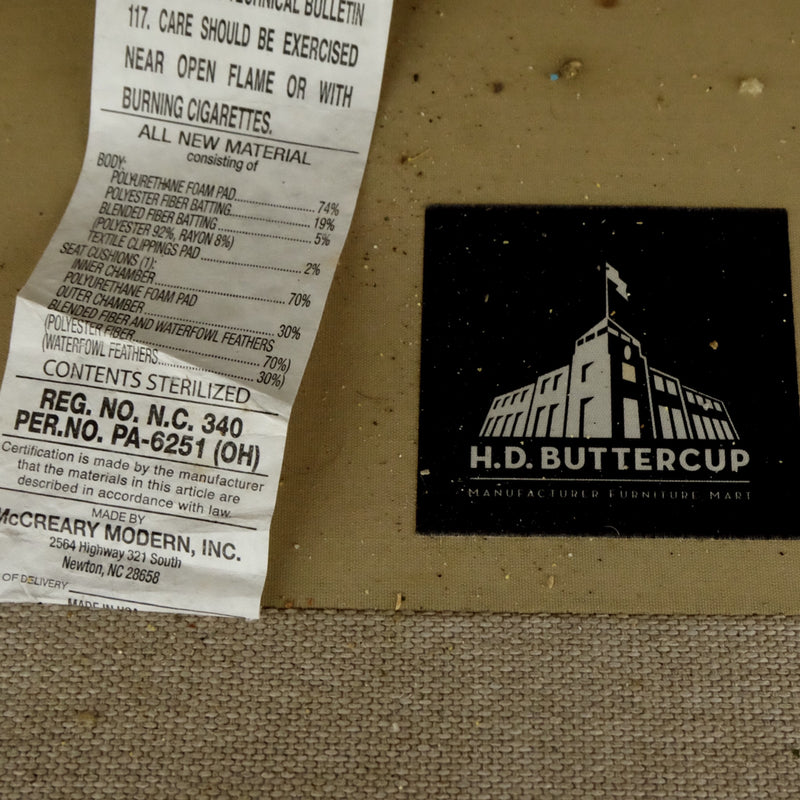 TECHNICAL BULLETIN
117. CARE SHOULD BE EXERCISED
NEAR OPEN FLAME OR WITH
BURNING CIGARETTES.
ALL NEW MATERIAL
consisting of
BODY:
POLYURETHANE FOAM PAD..................74%
POLYESTER FIBER BATTING..................19%
BLENDED FIBER BATTING..................5%
(POLYESTER 92%, RAYON 8%)
TEXTILE CLIPPINGS PAD..................2%
SEAT CUSHIONS (1):
INNER CHAMBER
POLYURETHANE FOAM PAD..................70%
OUTER CHAMBER
BLENDED FIBER AND WATERFOWL FEATHERS..................30%
(POLYESTER FIBER..................70%)
(WATERFOWL FEATHERS..................30%)
CONTENTS STERILIZED
REG. NO. N.C. 340
PER.NO. PA-6251 (OH)
Certification is made by the manufacturer
that the materials in this article are
described in accordance with law.
MADE BY
McCREARY MODERN, INC.
2564 Highway 321 South
Newton, NC 28658
OF DELIVERY
MADE IN USA
H.D. BUTTERCUP
MANUFACTURER FURNITURE MART